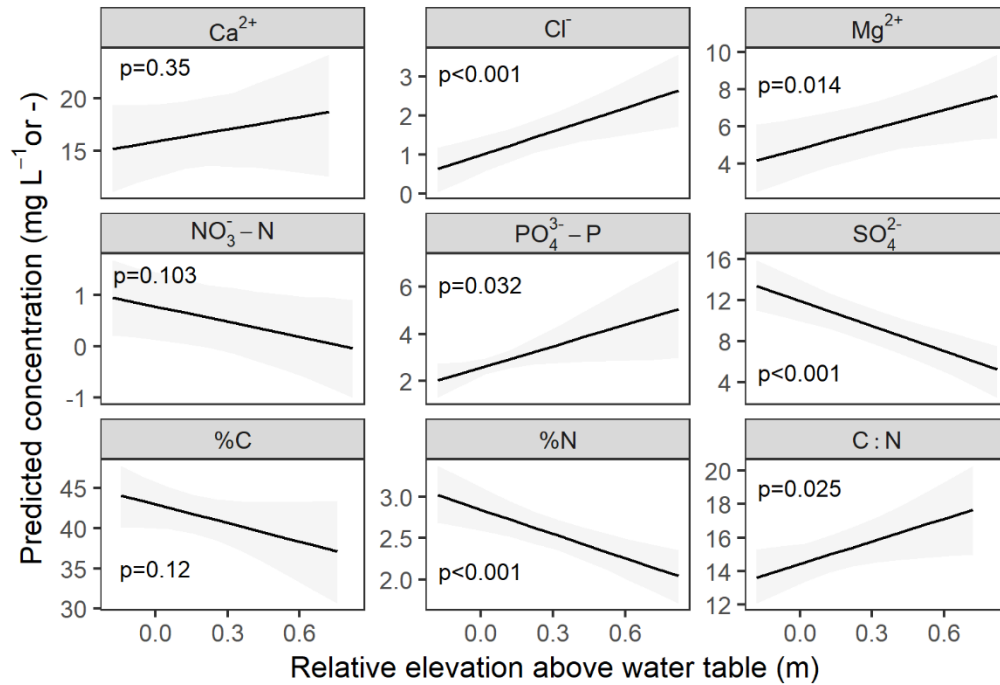 Ca²⁺
Cl⁻
Mg²⁺
p=0.35
p<0.001
p=0.014
20
15
3
2
1
0
10
8
6
4
NO₃⁻ – N
PO₄³⁻ – P
SO₄²⁻
p=0.103
p=0.032
p<0.001
1
0
-1
6
4
2
16
12
8
4
%C
%N
C : N
p=0.12
p<0.001
p=0.025
45
40
35
30
3.0
2.5
2.0
20
18
16
14
12
0.0 0.3 0.6
0.0 0.3 0.6
0.0 0.3 0.6
Relative elevation above water table (m)
Predicted concentration (mg L⁻¹or -)